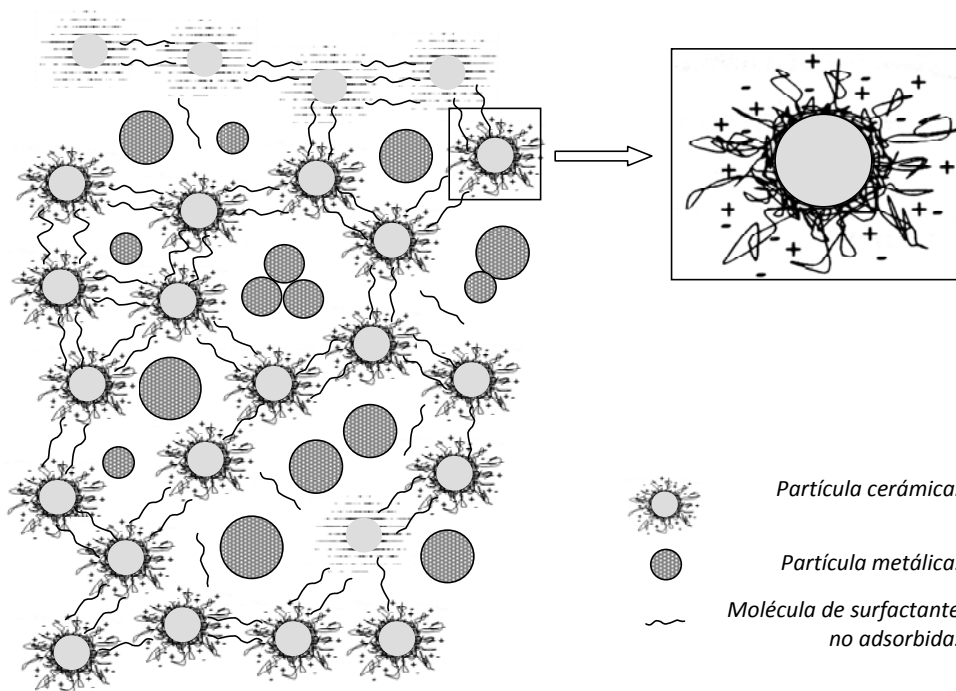 Partícula cerámica.
Partícula metálica.
Molécula de surfactante
no adsorbida.